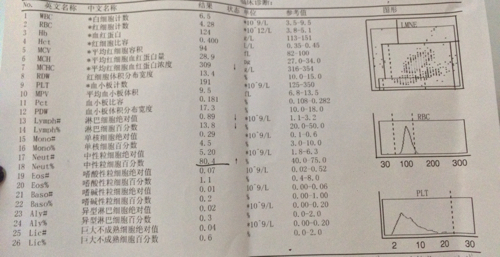 No. 英文名称 中文名称 结果 状态 单位 参考值 图形
1 WBC *白细胞计数 6.5 *10^9/L 3.5-9.5
2 RBC *红细胞计数 4.29 *10^12/L 3.8-5.1
3 Hb *血红蛋白 124 g/L 113-151
4 Hct *红细胞比容 0.400 L/L 0.35-0.45
5 MCV *平均红细胞容积 94 fL 82-100
6 MCH *平均红细胞血红蛋白量 28.9 27.0-34.0
7 MCHC *平均红细胞血红蛋白浓度 309 ↓ g/L 316-354
8 RDW 红细胞体积分布宽度 13.4 % 10.0-15.0
9 PLT *血小板计数 191 *10^9/L 125-350
10 MPV 平均血小板体积 9.5 fL 6.8-13.5
11 Pct 血小板比容 0.181 % 0.108-0.282
12 PDW 血小板体积分布宽度 17.3 % 10.0-18.0
13 Lymph# 淋巴细胞绝对值 0.89 ↓ *10^9/L 1.1-3.2
14 Lymph% 淋巴细胞百分数 13.8 ↓ % 20.0-50.0
15 Mono# 单核细胞绝对值 0.29 *10^9/L 0.1-0.6
16 Mono% 单核细胞百分数 4.5 % 3.0-10.0
17 Neut# 中性粒细胞绝对值 5.20 *10^9/L 1.8-6.3
18 Neut% 中性粒细胞百分数 80.4 ↑ % 40.0-75.0
19 Eos# 嗜酸性粒细胞绝对值 0.07 *10^9/L 0.02-0.52
20 Eos% 嗜酸性粒细胞百分数 1.1 % 0.4-8.0
21 Baso# 嗜碱性粒细胞绝对值 0.01 *10^9/L 0.00-0.06
22 Baso% 嗜碱性粒细胞百分数 0.2 % 0.00-1.00
23 Aly# 异型淋巴细胞绝对值 0.02 *10^9/L 0.00-0.20
24 Aly% 异型淋巴细胞百分数 0.3 % 0.0-2.0
25 Lic# 巨大不成熟细胞绝对值 0.04 *10^9/L 0.00-0.20
26 Lic% 巨大不成熟细胞百分数 0.6 % 0.0-2.0
LMNE
RBC
30 100 200 300
PLT
2 10 20 30